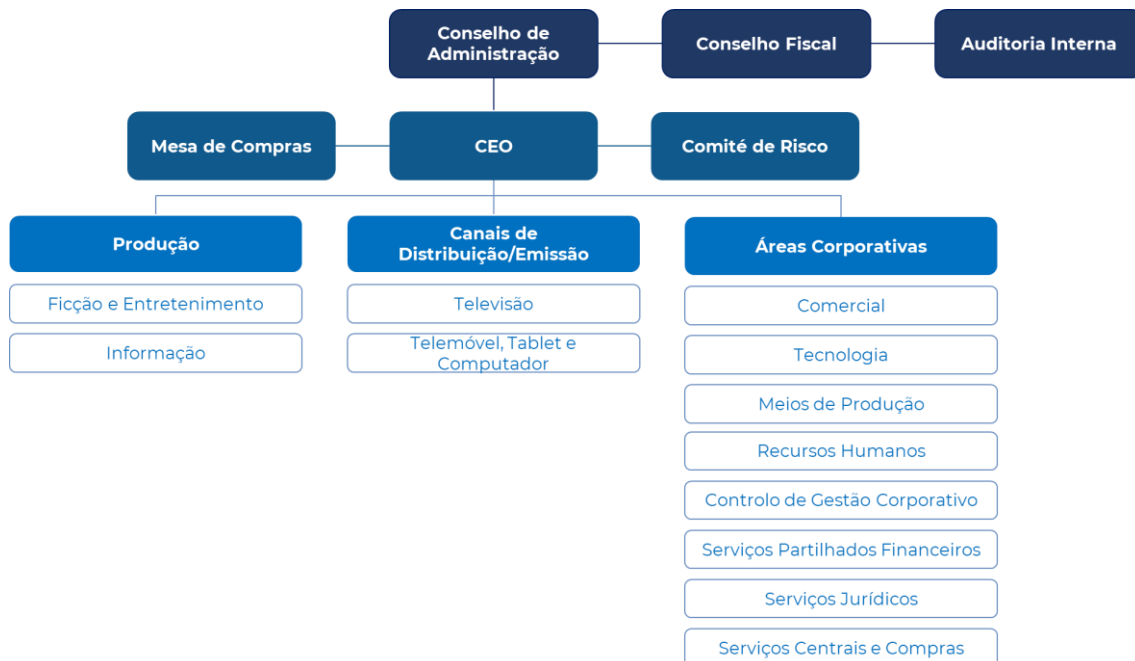 Conselho de
Administração
Conselho Fiscal
Auditoria Interna
Mesa de Compras
CEO
Comité de Risco
Produção
Canais de
Distribuição/Emissão
Áreas Corporativas
Ficção e Entretenimento
Informação
Televisão
Telemóvel, Tablet e
Computador
Comercial
Tecnologia
Meios de Produção
Recursos Humanos
Controlo de Gestão Corporativo
Serviços Partilhados Financeiros
Serviços Jurídicos
Serviços Centrais e Compras